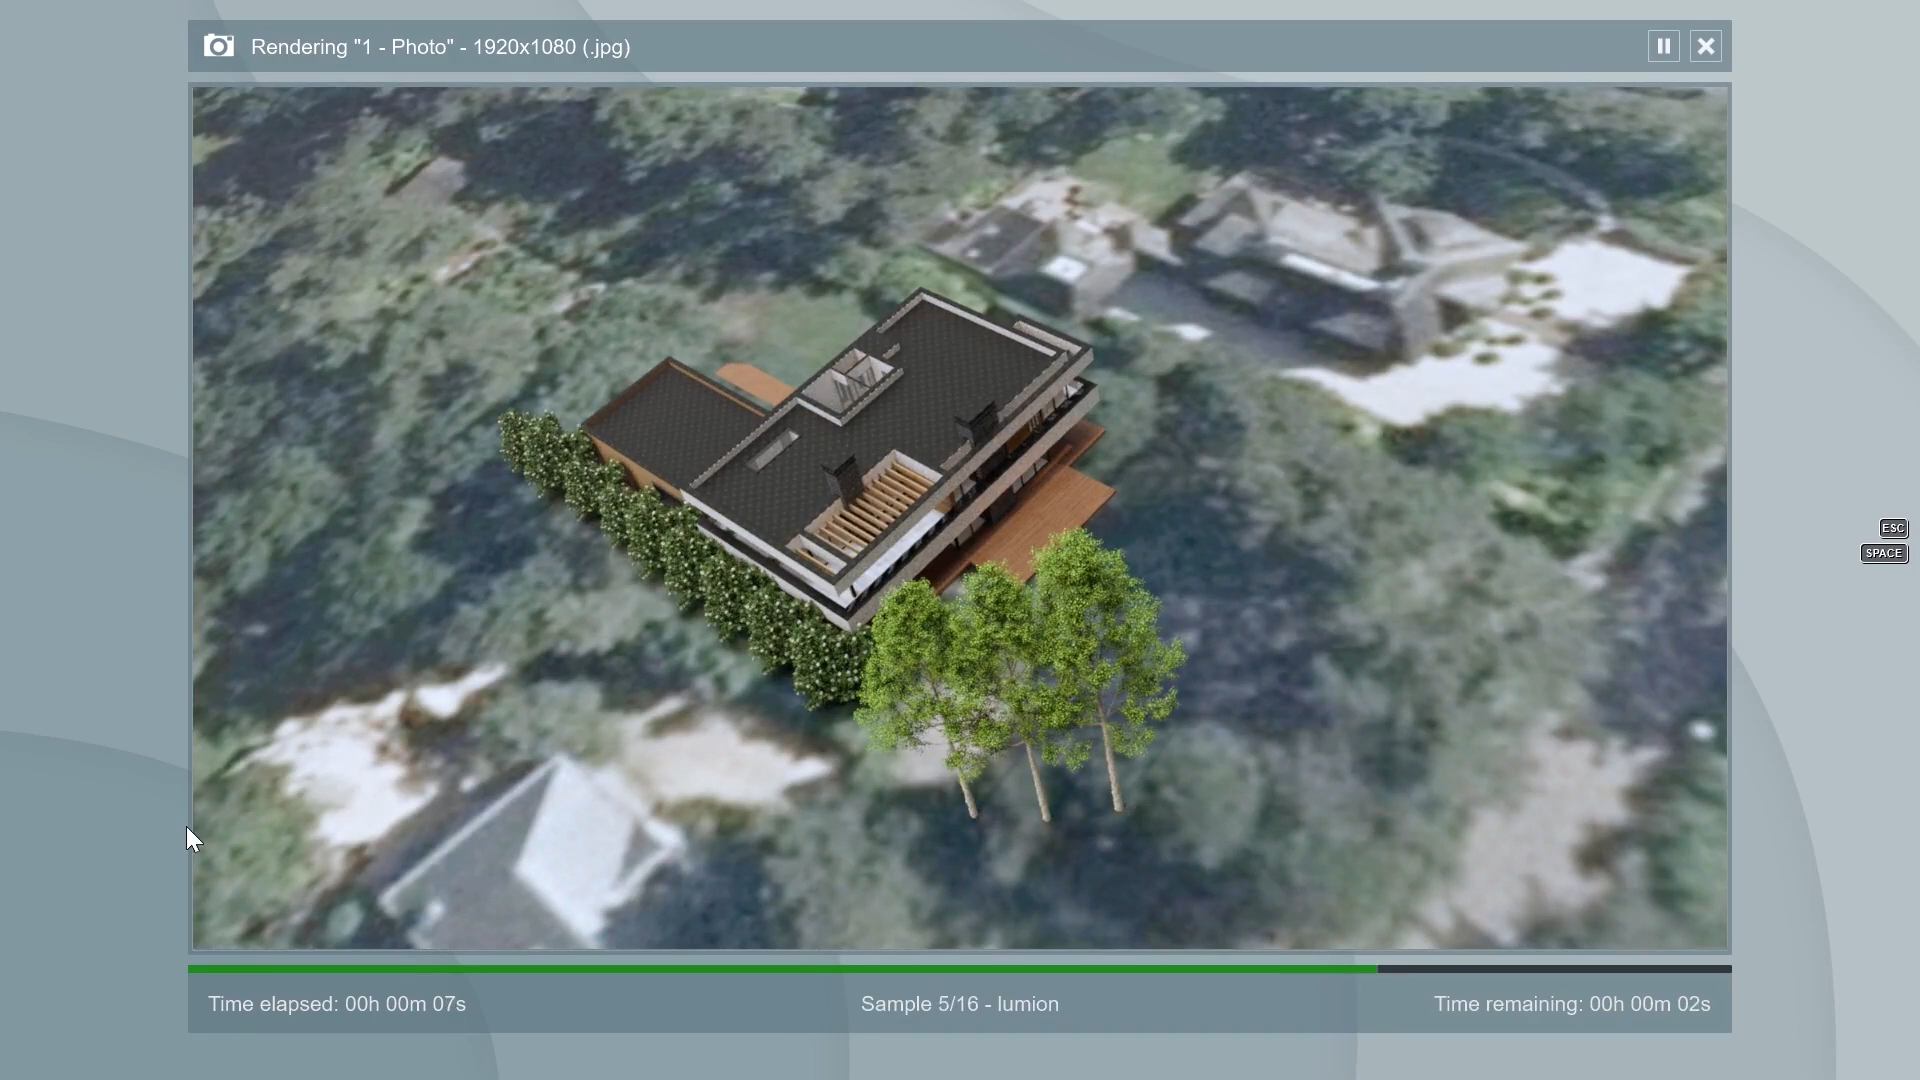 Rendering "1 - Photo" - 1920x1080 (.jpg)
ESC
SPACE
Time elapsed: 00h 00m 07s
Sample 5/16 - lumion
Time remaining: 00h 00m 02s